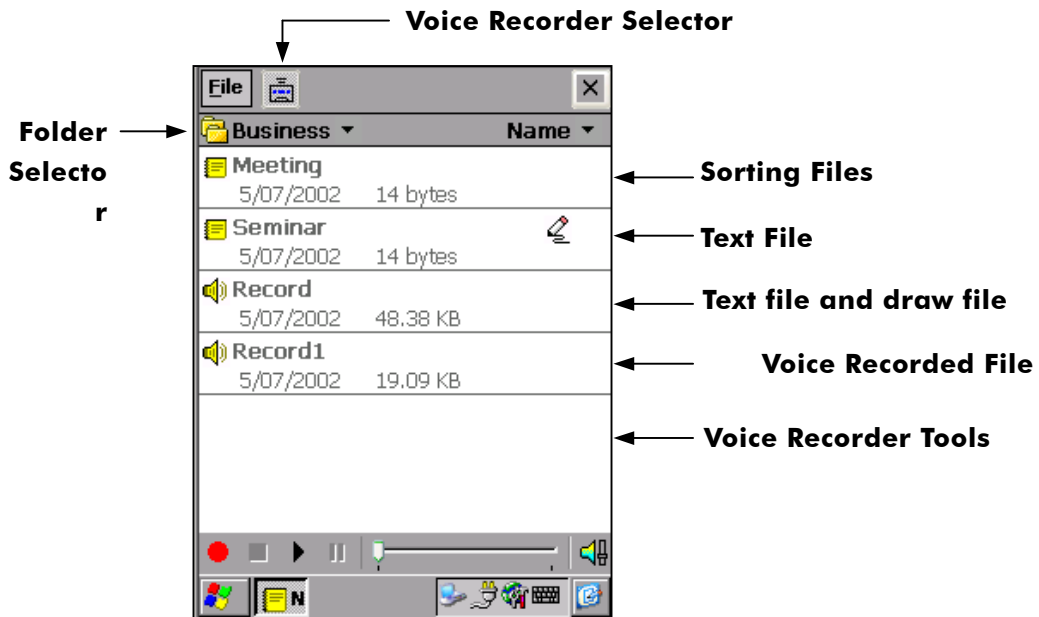 Voice Recorder Selector
File
Folder
Selecto
r
Business
Name
Meeting
5/07/2002 14 bytes
Sorting Files
Seminar
5/07/2002 14 bytes
Text File
Record
5/07/2002 48.38 KB
Text file and draw file
Record1
5/07/2002 19.09 KB
Voice Recorded File
Voice Recorder Tools
N